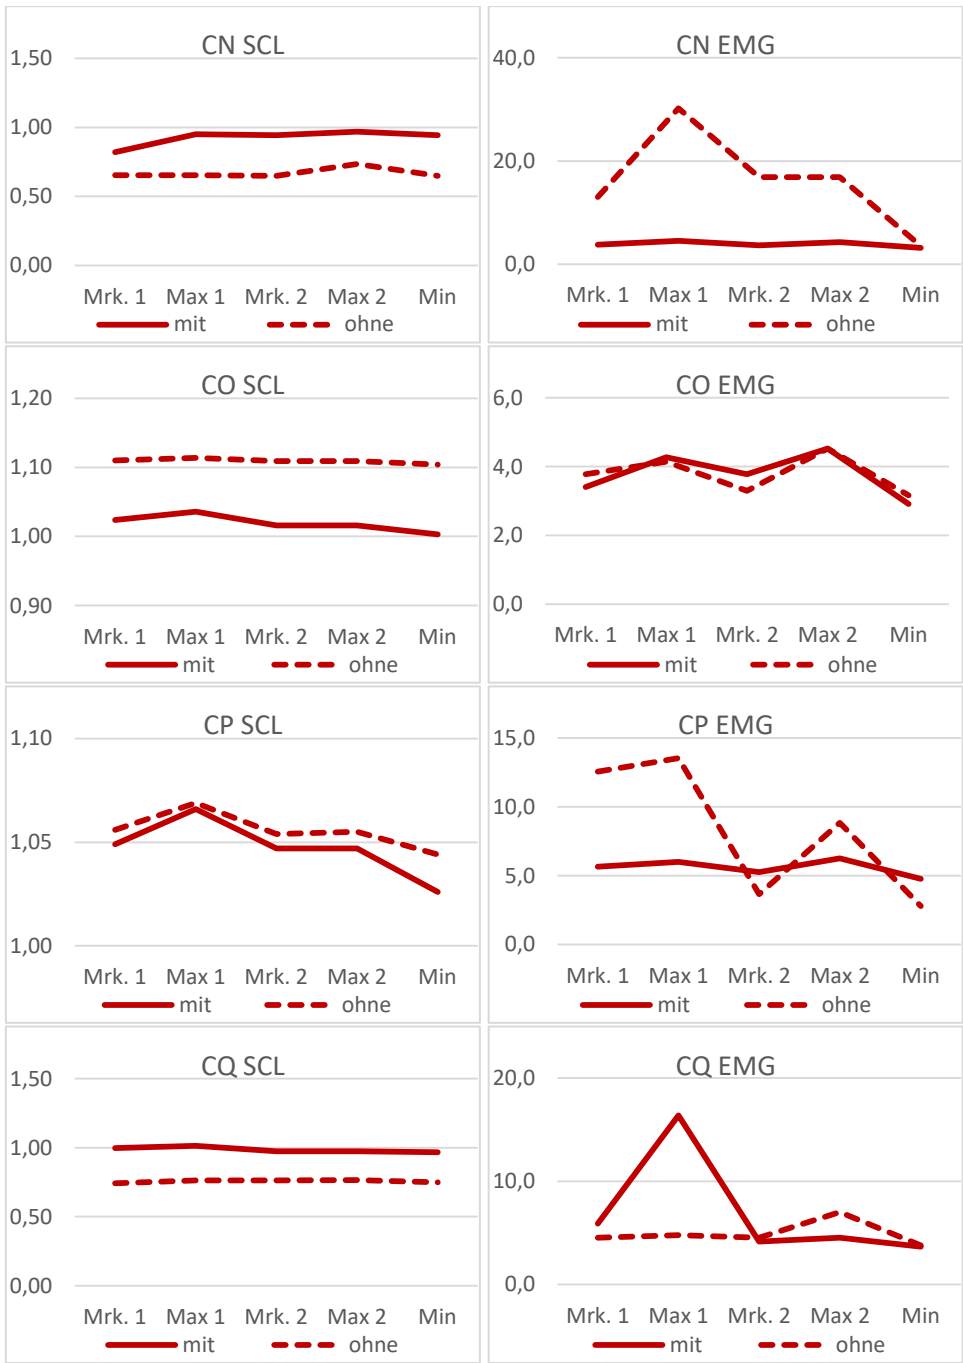 CN SCL
1,50
1,00
0,50
0,00
Mrk. 1 Max 1 Mrk. 2 Max 2 Min
mit ohne
CN EMG
40,0
20,0
0,0
Mrk. 1 Max 1 Mrk. 2 Max 2 Min
mit ohne
CO SCL
1,20
1,10
1,00
0,90
Mrk. 1 Max 1 Mrk. 2 Max 2 Min
mit ohne
CO EMG
6,0
4,0
2,0
0,0
Mrk. 1 Max 1 Mrk. 2 Max 2 Min
mit ohne
CP SCL
1,10
1,05
1,00
Mrk. 1 Max 1 Mrk. 2 Max 2 Min
mit ohne
CP EMG
15,0
10,0
5,0
0,0
Mrk. 1 Max 1 Mrk. 2 Max 2 Min
mit ohne
CQ SCL
1,50
1,00
0,50
0,00
Mrk. 1 Max 1 Mrk. 2 Max 2 Min
mit ohne
CQ EMG
20,0
10,0
0,0
Mrk. 1 Max 1 Mrk. 2 Max 2 Min
mit ohne